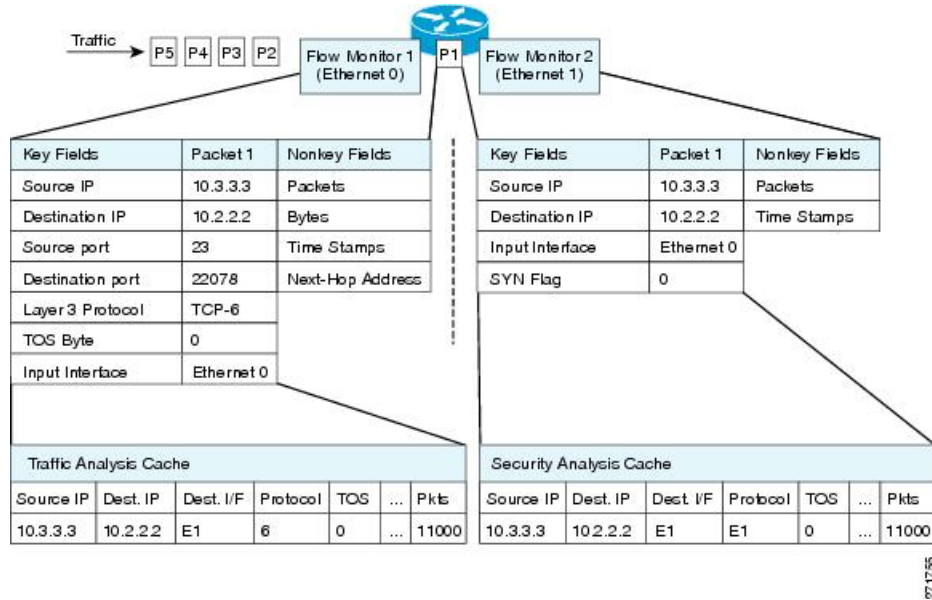 Traffic
P5 P4 P3 P2
Flow Monitor 1
(Ethernet 0)
P1
Flow Monitor 2
(Ethernet 1)
Key Fields Packet 1 Nonkey Fields
Source IP 10.3.3.3 Packets
Destination IP 10.2.2.2 Bytes
Source port 23 Time Stamps
Destination port 22078 Next-Hop Address
Layer 3 Protocol TCP-6
TOS Byte 0
Input Interface Ethernet 0
Key Fields Packet 1 Nonkey Fields
Source IP 10.3.3.3 Packets
Destination IP 10.2.2.2 Time Stamps
Input Interface Ethernet 0
SYN Flag 0
Traffic Analysis Cache
Source IP Dest. IP Dest. I/F Protocol TOS ... Pkts
10.3.3.3 10.2.2.2 E1 6 0 ... 11000
Security Analysis Cache
Source IP Dest. IP Dest. I/F Protocol TOS ... Pkts
10.3.3.3 10.2.2.2 E1 E1 0 ... 11000
271755